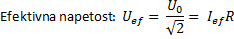 Efektivna napetost: U_ef = U_0/√2 = I_ef R